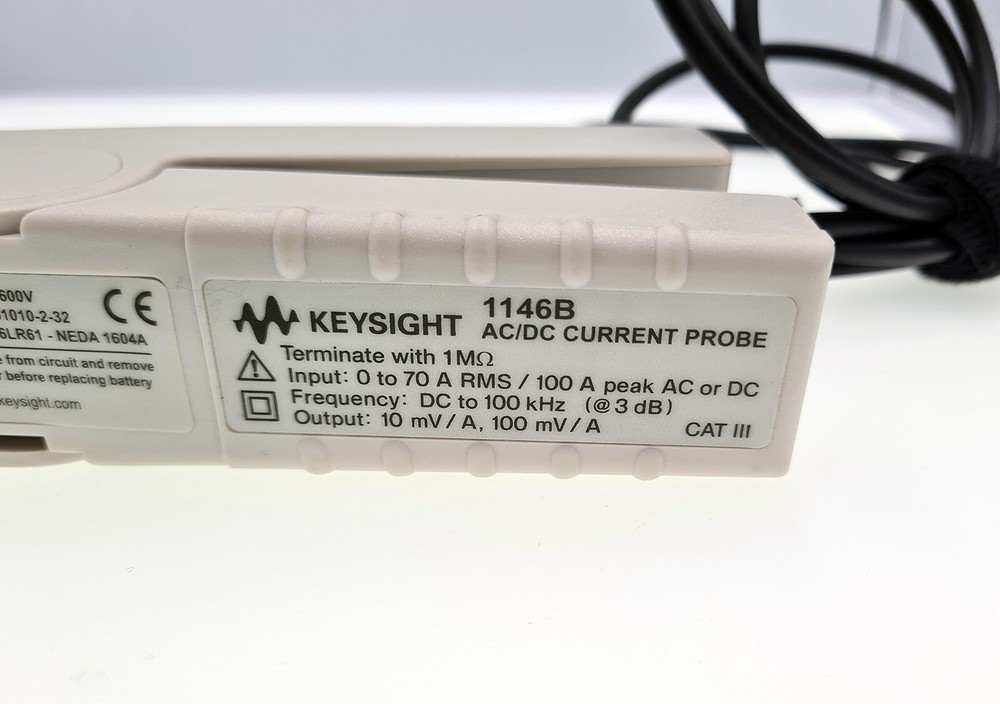 600V
1010-2-32
6LR61 - NEDA 1604A
from circuit and remove
before replacing battery
keysight.com
CE
KEYSIGHT
1146B
AC/DC CURRENT PROBE
Terminate with 1MΩ
Input: 0 to 70 A RMS / 100 A peak AC or DC
Frequency: DC to 100 kHz (@ 3 dB)
Output: 10 mV/A, 100 mV/A
CAT III